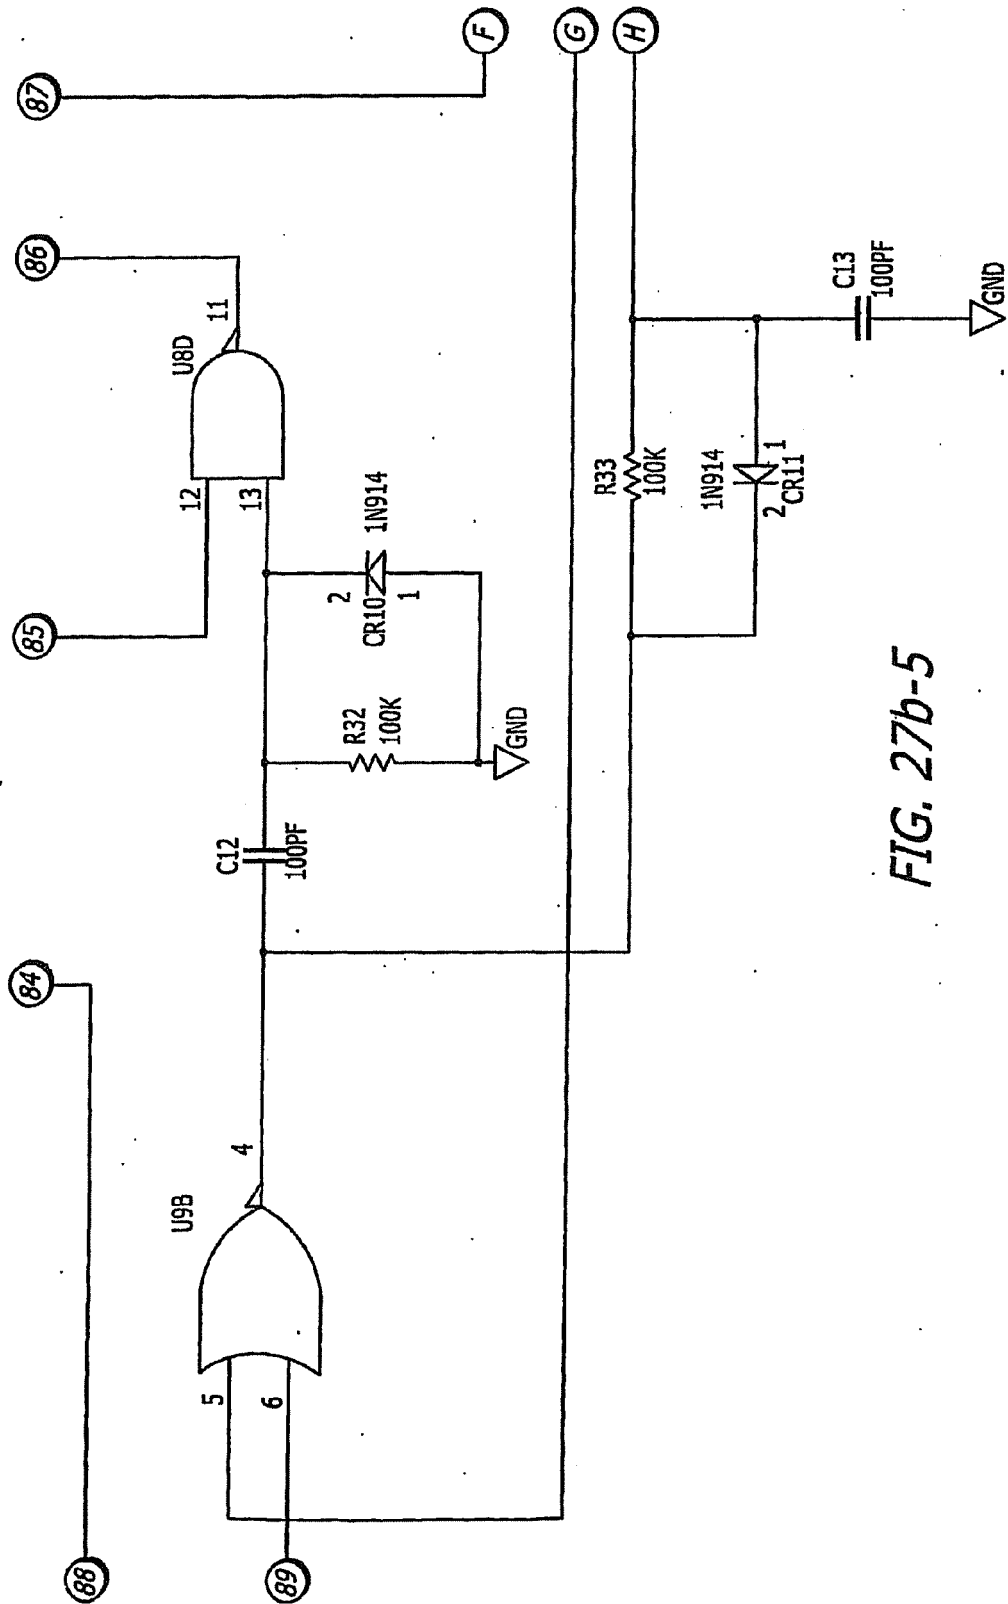 87
F
G
H
86
11
U8D
12
13
85
2
CR10
1
1N914
R32
100K
GND
C12
100PF
R33
100K
1N914
2
1
CR11
C13
100PF
GND
84
4
U9B
5
6
88
89
FIG. 27b-5